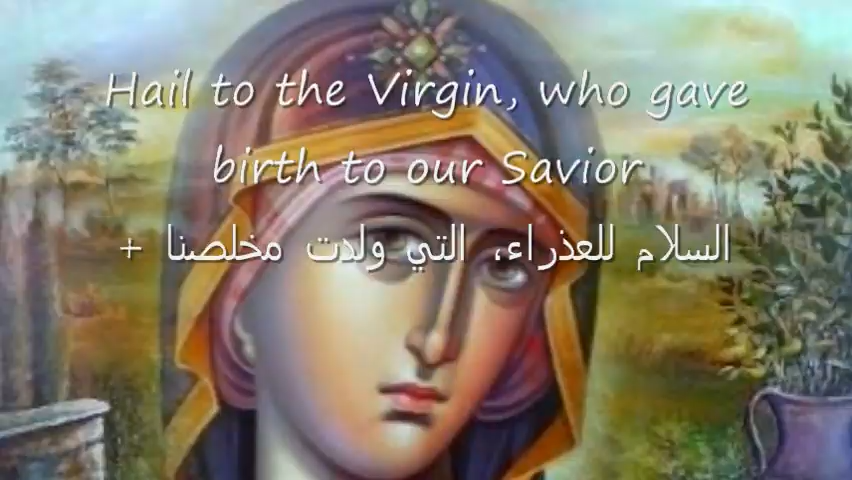 Hail to the Virgin, who gave
birth to our Savior
السلام للعذراء، التي ولدت مخلصنا +